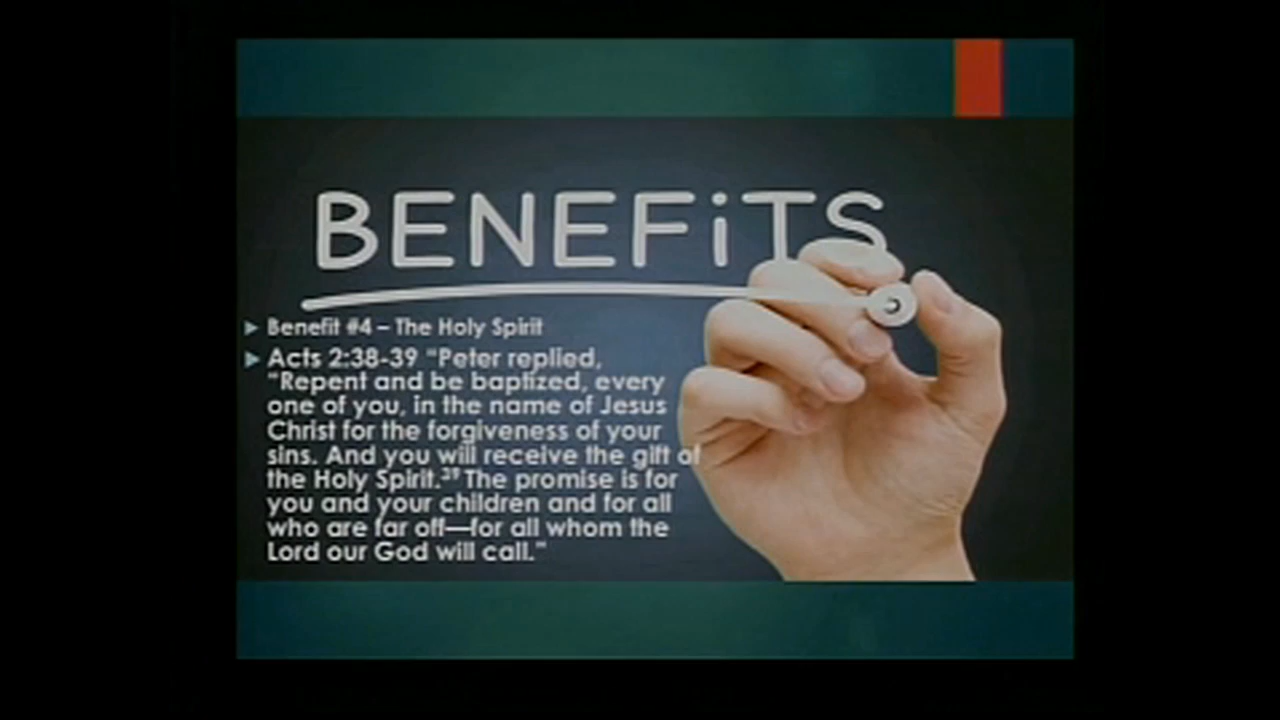 BENEFiTS
Benefit #4 – The Holy Spirit
Acts 2:38-39 “Peter replied,
“Repent and be baptized, every
one of you, in the name of Jesus
Christ for the forgiveness of your
sins. And you will receive the gift of
the Holy Spirit.³⁹ The promise is for
you and your children and for all
who are far off—for all whom the
Lord our God will call.”